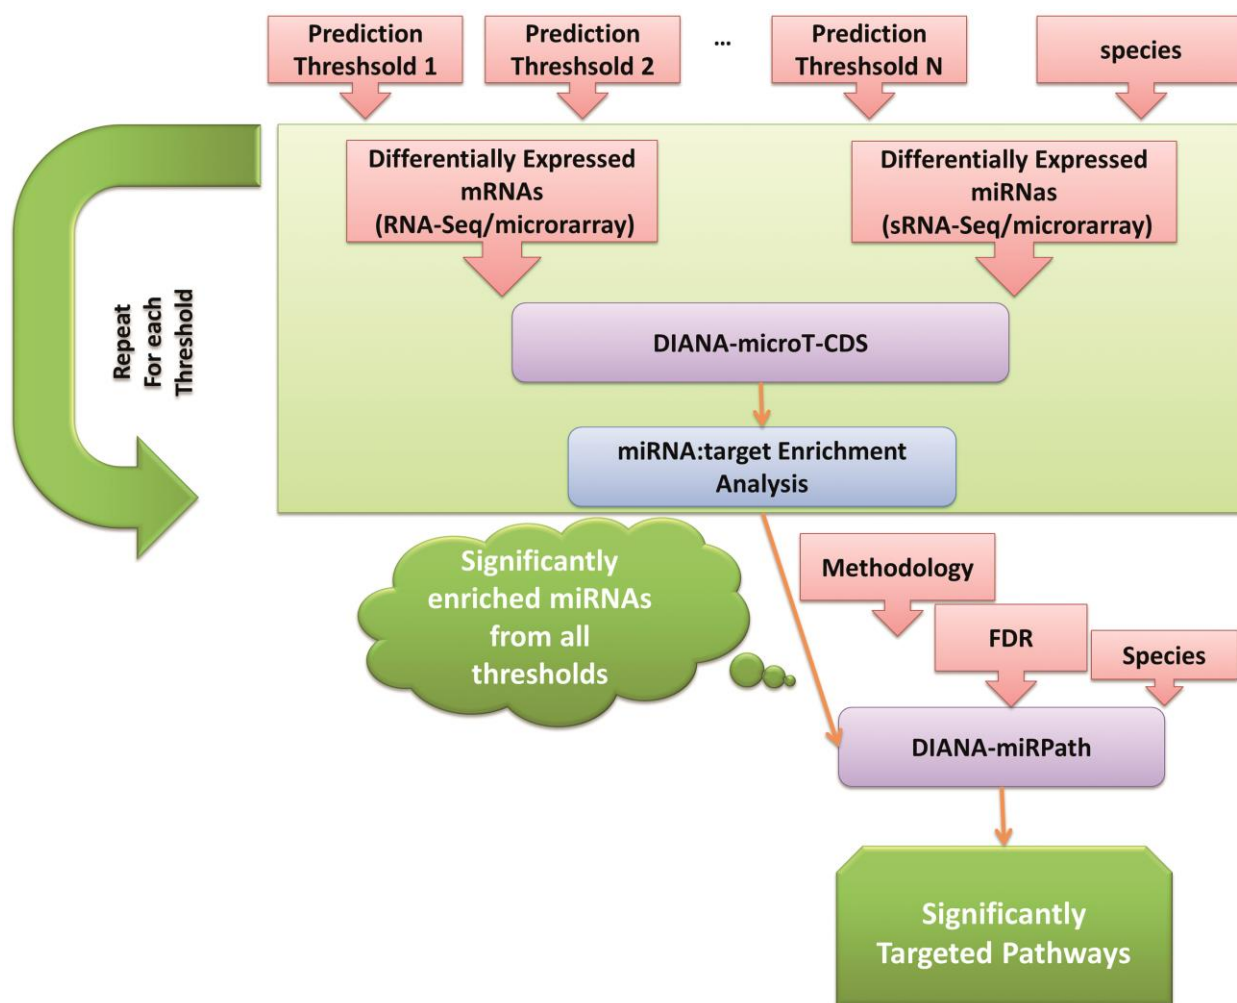 Prediction
Threshsold 1
Prediction
Threshsold 2
...
Prediction
Threshsold N
species
Differentially Expressed
mRNAs
(RNA-Seq/microrarray)
Differentially Expressed
miRNas
(sRNA-Seq/microrarray)
Repeat
For each
Threshold
DIANA-microT-CDS
miRNA:target Enrichment
Analysis
Significantly
enriched miRNAs
from all
thresholds
Methodology
FDR
Species
DIANA-miRPath
Significantly
Targeted Pathways